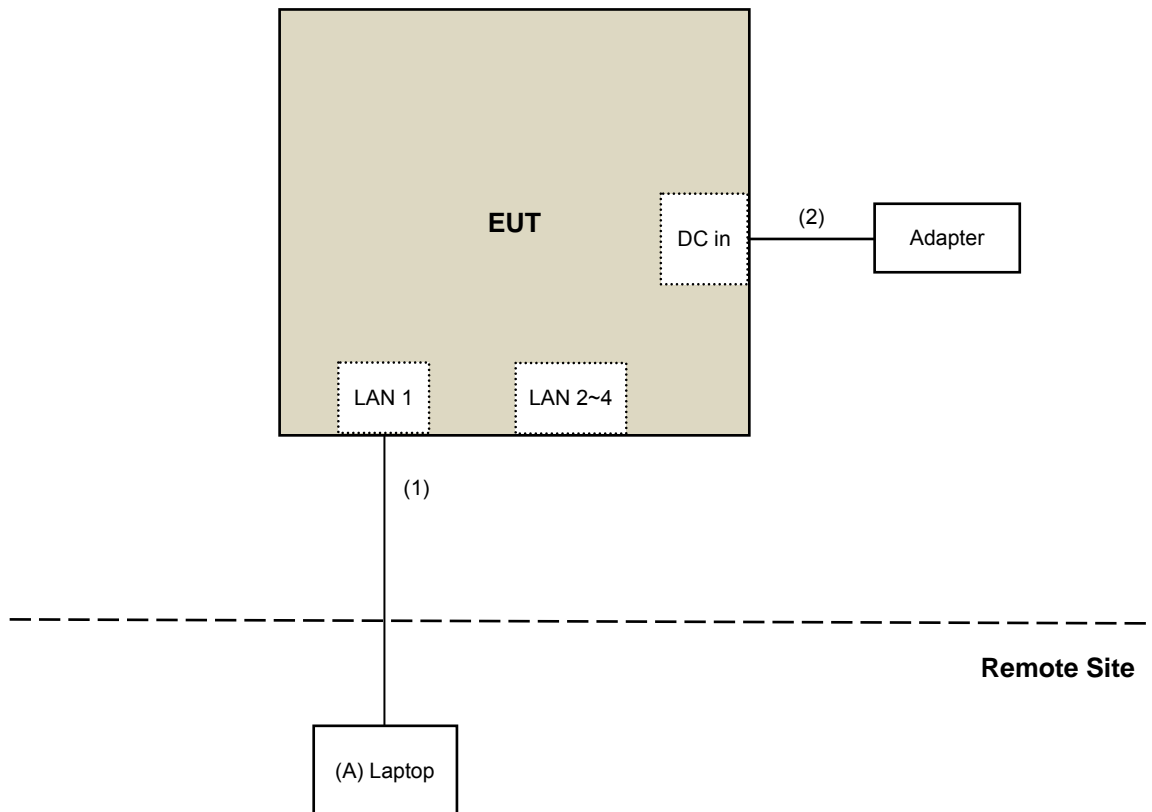 EUT
DC in
(2)
Adapter
LAN 1
LAN 2~4
(1)
Remote Site
(A) Laptop